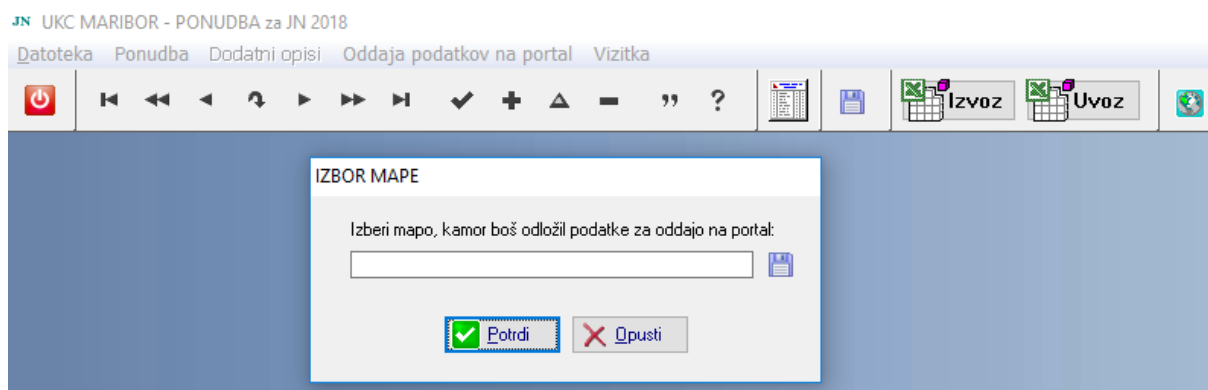 JN UKC MARIBOR - PONUDBA za JN 2018
Datoteka Ponudba Dodatni opisi Oddaja podatkov na portal Vizitka
Izvoz Uvoz
IZBOR MAPE
Izberi mapo, kamor boš odložil podatke za oddajo na portal:
Potrdi Opusti